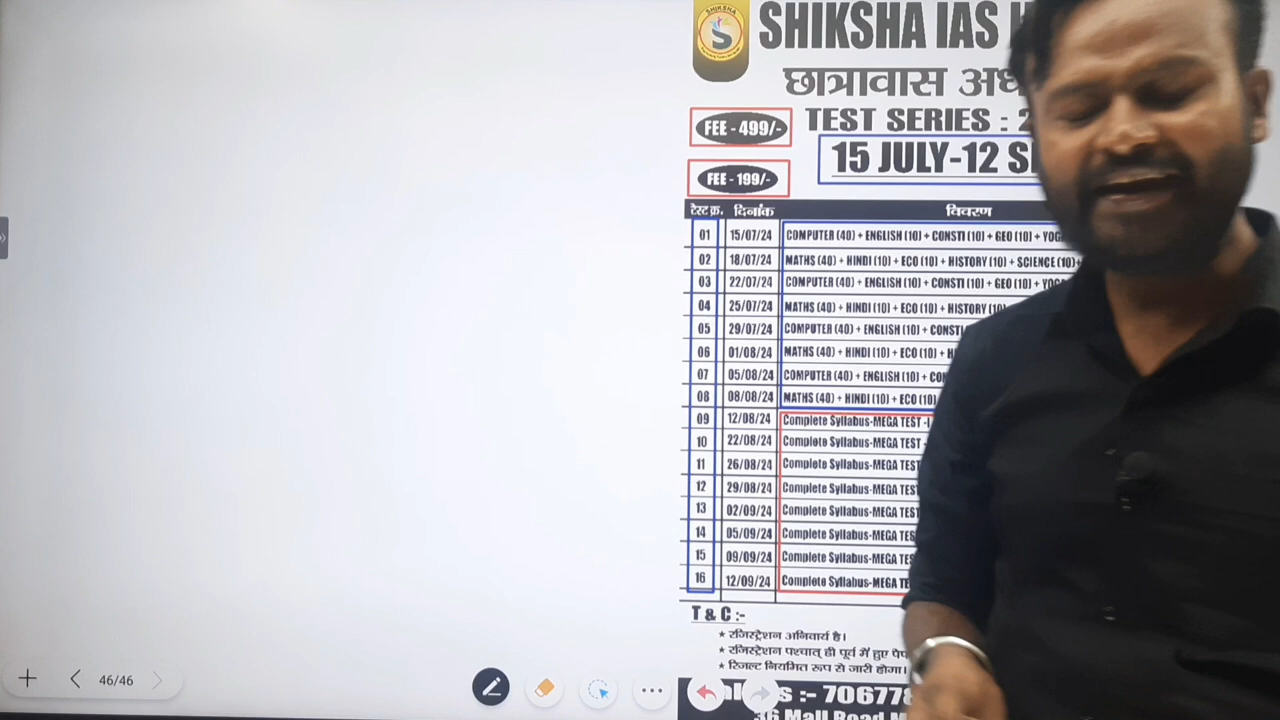 SHIKSHA
SHIKSHA IAS
छात्रावास
FEE - 499/-
TEST SERIES :
15 JULY-12
FEE - 199/-
टेस्ट क्र. दिनांक विवरण
01 15/07/24 COMPUTER (40) + ENGLISH (10) + CONSTI (10) + GEO (10) +
02 18/07/24 MATHS (40) + HINDI (10) + ECO (10) + HISTORY (10) + SCIENCE (10)+
03 22/07/24 COMPUTER (40) + ENGLISH (10) + CONSTI (10) + GEO (10) +
04 25/07/24 MATHS (40) + HINDI (10) + ECO (10) + HISTORY (10)
05 29/07/24 COMPUTER (40) + ENGLISH (10) + CONSTI
06 01/08/24 MATHS (40) + HINDI (10) + ECO (10) +
07 05/08/24 COMPUTER (40) + ENGLISH (10) +
08 08/08/24 MATHS (40) + HINDI (10) + ECO (10)
09 12/08/24 Complete Syllabus-MEGA TEST -I
10 22/08/24 Complete Syllabus-MEGA TEST -
11 26/08/24 Complete Syllabus-MEGA TEST
12 29/08/24 Complete Syllabus-MEGA TEST
13 02/09/24 Complete Syllabus-MEGA TEST
14 05/09/24 Complete Syllabus-MEGA
15 09/09/24 Complete Syllabus-MEGA
16 12/09/24 Complete Syllabus-MEGA
T & C :-
★ रजिस्ट्रेशन अनिवार्य है।
★ रजिस्ट्रेशन पश्चात् ही पूर्व में हुए
★ रिजल्ट नियमित रूप से जारी होगा।
46/46
:- 70677
36 Mall Road